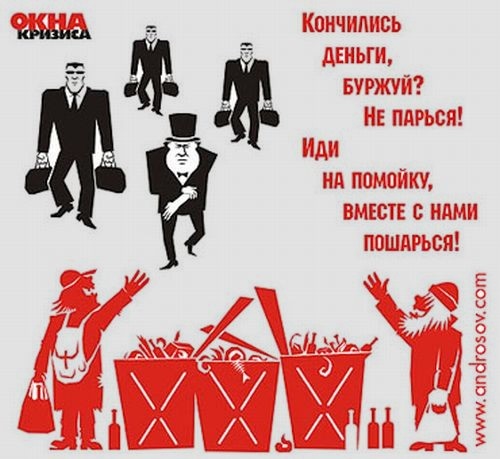 ОКНА
КРИЗИСА
Кончились
деньги,
буржуй?
Не парься!
Иди
на помойку,
вместе с нами
пошарься!
www.androsov.com